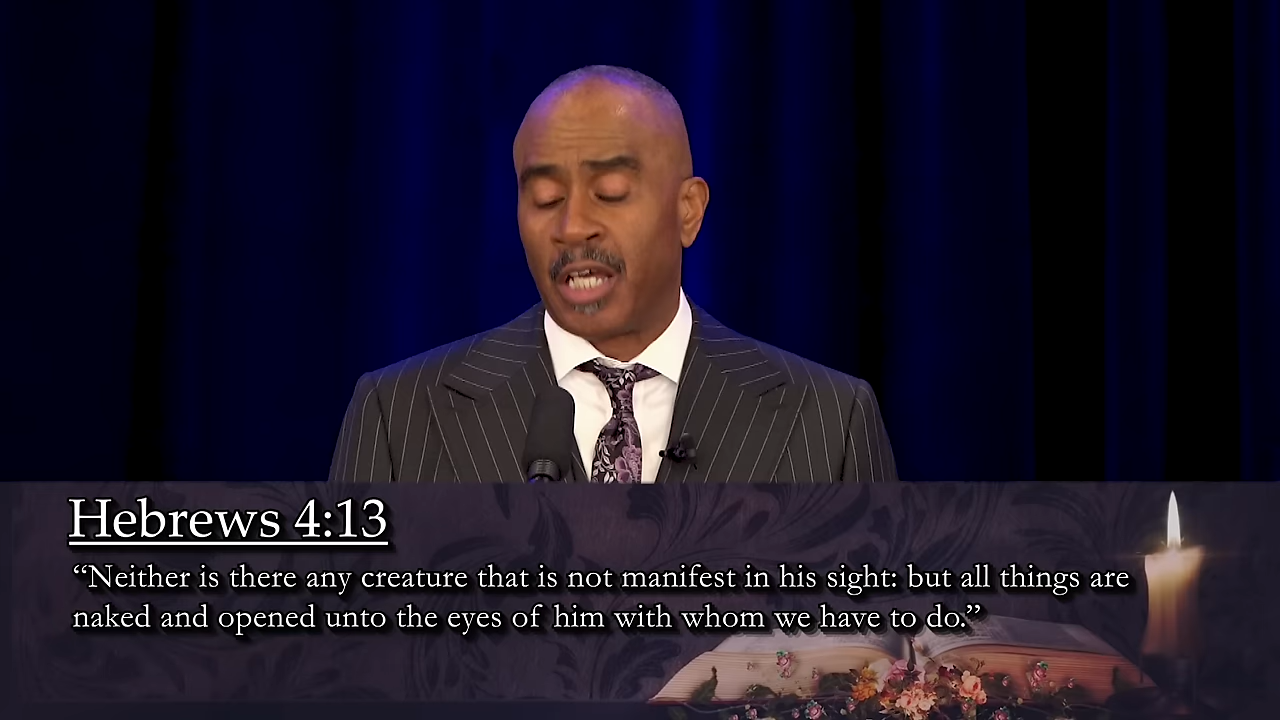 Hebrews 4:13
“Neither is there any creature that is not manifest in his sight: but all things are
naked and opened unto the eyes of him with whom we have to do.”